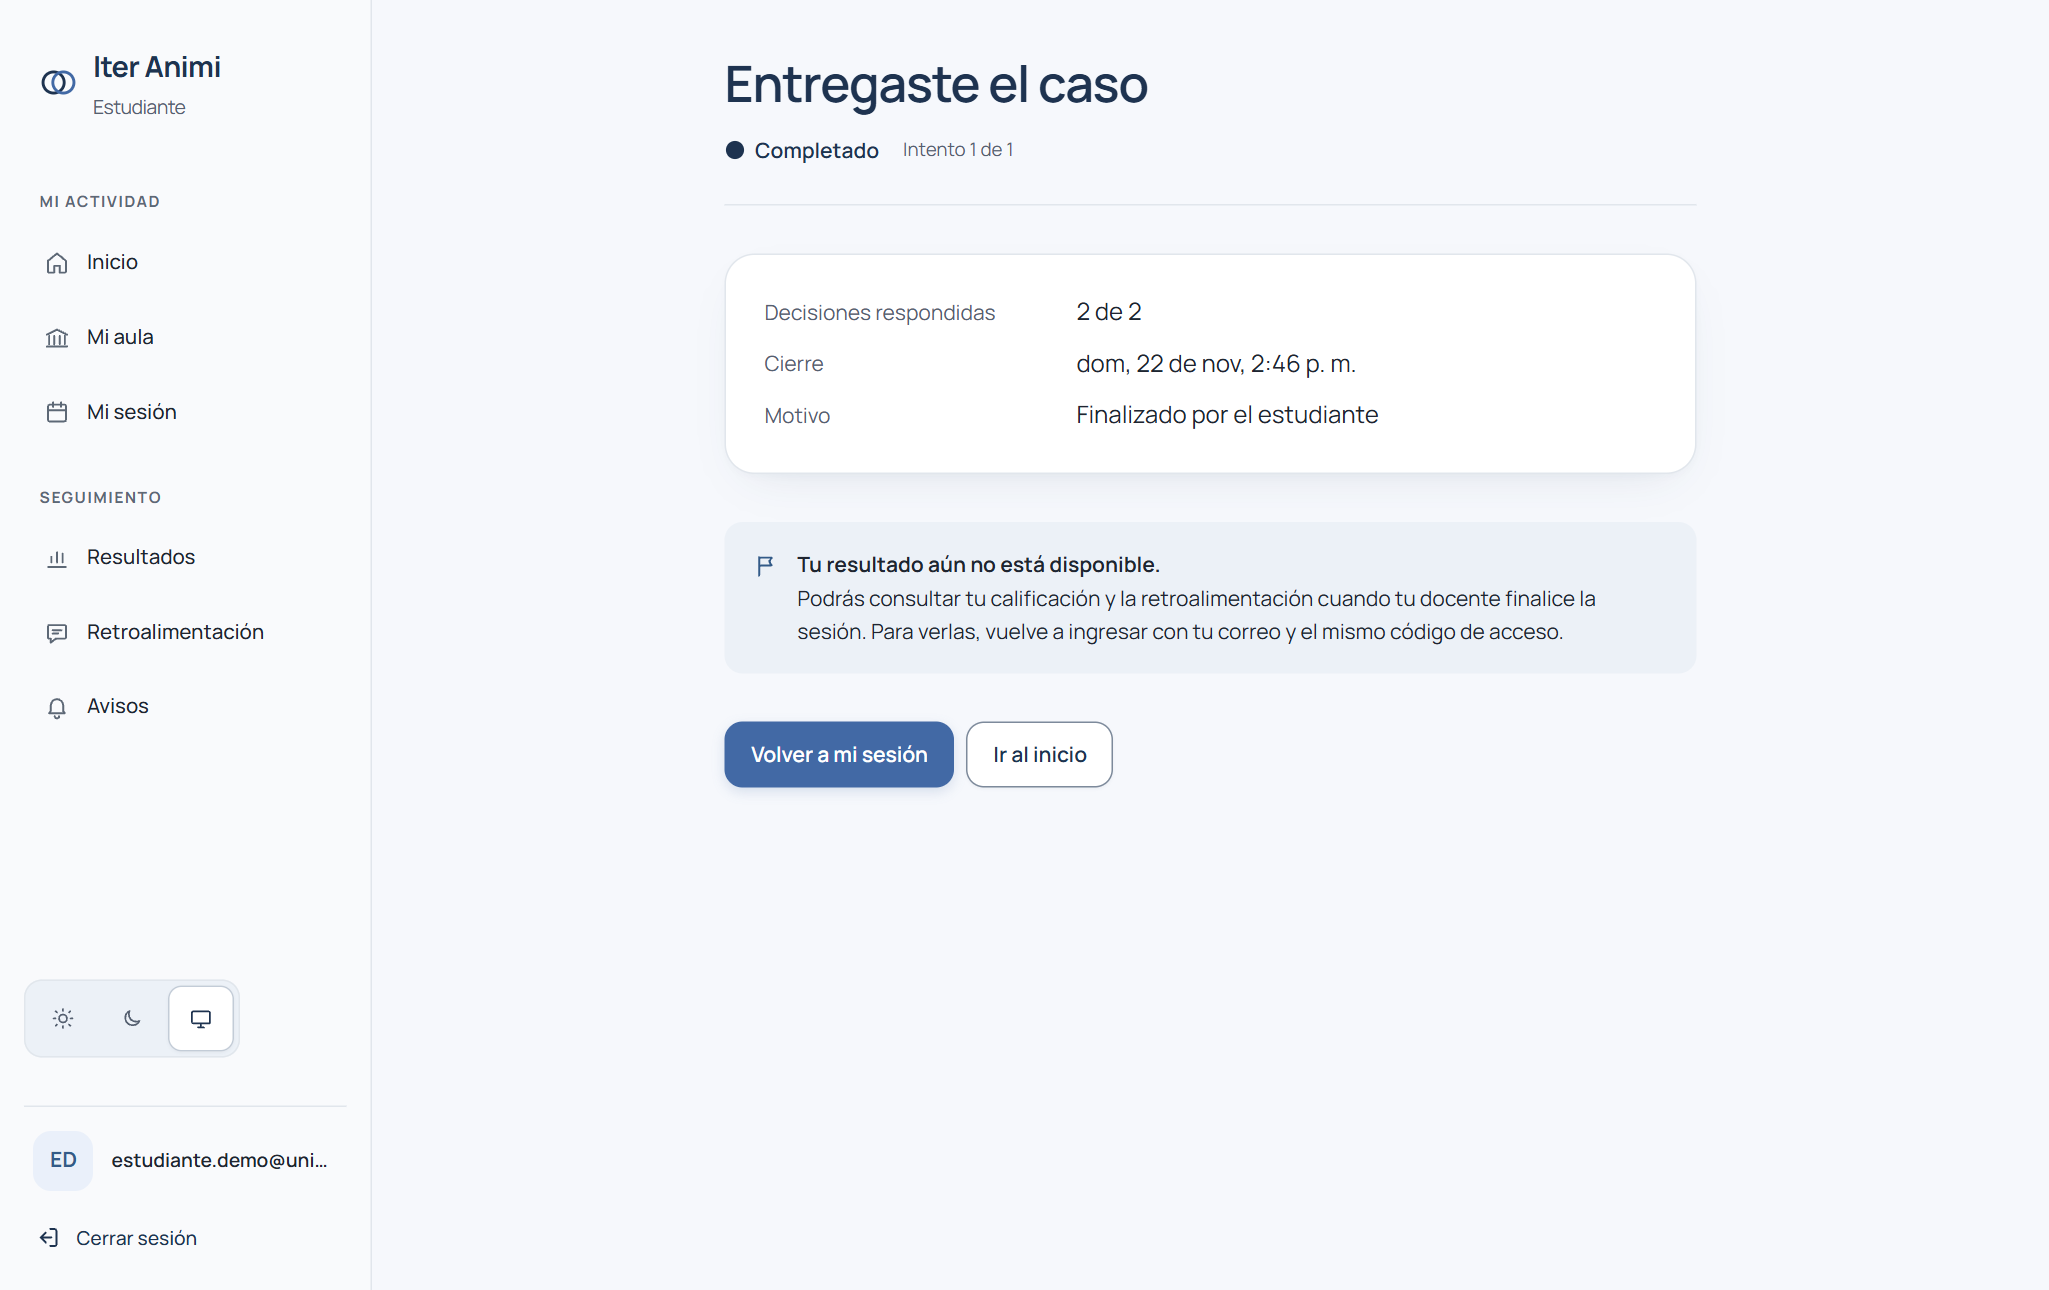 Iter Animi
Estudiante
MI ACTIVIDAD
Inicio
Mi aula
Mi sesión
SEGUIMIENTO
Resultados
Retroalimentación
Avisos
ED
estudiante.demo@uni...
Cerrar sesión
Entregaste el caso
Completado Intento 1 de 1
Decisiones respondidas 2 de 2
Cierre dom, 22 de nov, 2:46 p. m.
Motivo Finalizado por el estudiante
Tu resultado aún no está disponible.
Podrás consultar tu calificación y la retroalimentación cuando tu docente finalice la
sesión. Para verlas, vuelve a ingresar con tu correo y el mismo código de acceso.
Volver a mi sesión Ir al inicio